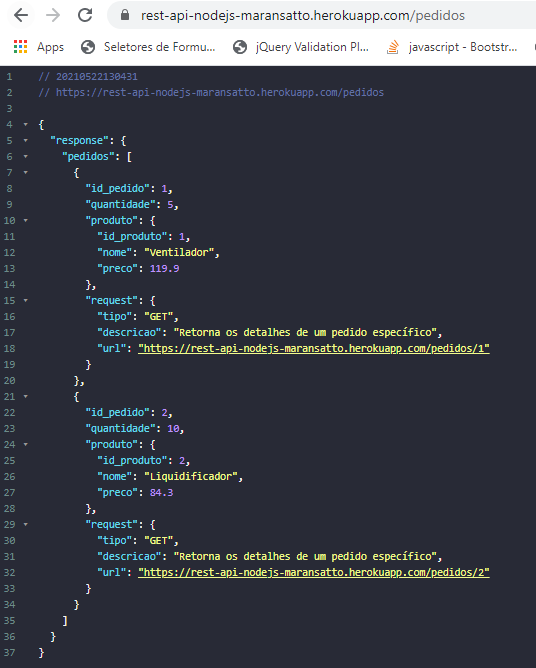 rest-api-nodejs-maransatto.herokuapp.com/pedidos
Apps Seletores de Formu... jQuery Validation Pl... javascript - Bootstr...
1 // 20210522130431
2 // https://rest-api-nodejs-maransatto.herokuapp.com/pedidos
3
4 {
5 "response": {
6 "pedidos": [
7 {
8 "id_pedido": 1,
9 "quantidade": 5,
10 "produto": {
11 "id_produto": 1,
12 "nome": "Ventilador",
13 "preco": 119.9
14 },
15 "request": {
16 "tipo": "GET",
17 "descricao": "Retorna os detalhes de um pedido específico",
18 "url": "https://rest-api-nodejs-maransatto.herokuapp.com/pedidos/1"
19 }
20 },
21 {
22 "id_pedido": 2,
23 "quantidade": 10,
24 "produto": {
25 "id_produto": 2,
26 "nome": "Liquidificador",
27 "preco": 84.3
28 },
29 "request": {
30 "tipo": "GET",
31 "descricao": "Retorna os detalhes de um pedido específico",
32 "url": "https://rest-api-nodejs-maransatto.herokuapp.com/pedidos/2"
33 }
34 }
35 ]
36 }
37 }